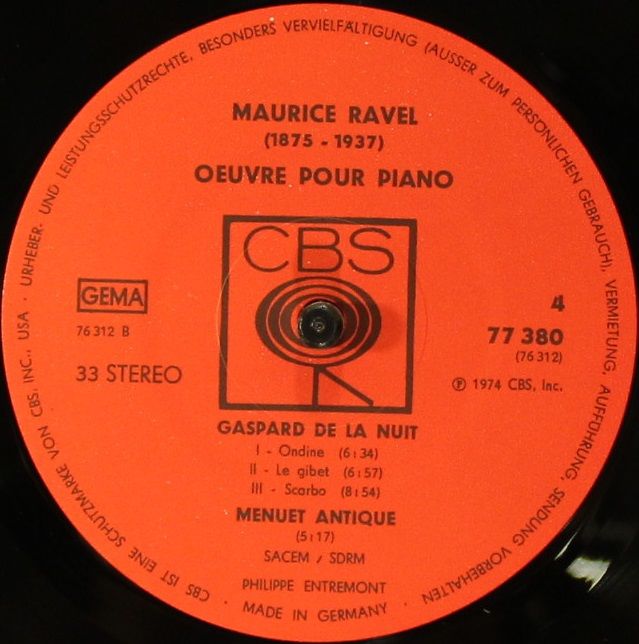 URHEBER- UND LEISTUNGSSCHUTZRECHTE, BESONDERS VERVIELFÄLTIGUNG (AUSSER ZUM PERSÖNLICHEN GEBRAUCH), VERMIETUNG, AUFFÜHRUNG, SENDUNG VORBEHALTEN
MAURICE RAVEL
(1875 - 1937)
OEUVRE POUR PIANO
CBS
GEMA
76 312 B
33 STEREO
4
77 380
(76 312)
℗ 1974 CBS, Inc.
GASPARD DE LA NUIT
I - Ondine (6:34)
II - Le gibet (6:57)
III - Scarbo (8:54)
MENUET ANTIQUE
(5:17)
SACEM / SDRM
PHILIPPE ENTREMONT
· MADE IN GERMANY ·
CBS IST EINE SCHUTZMARKE VON CBS, INC., USA ·